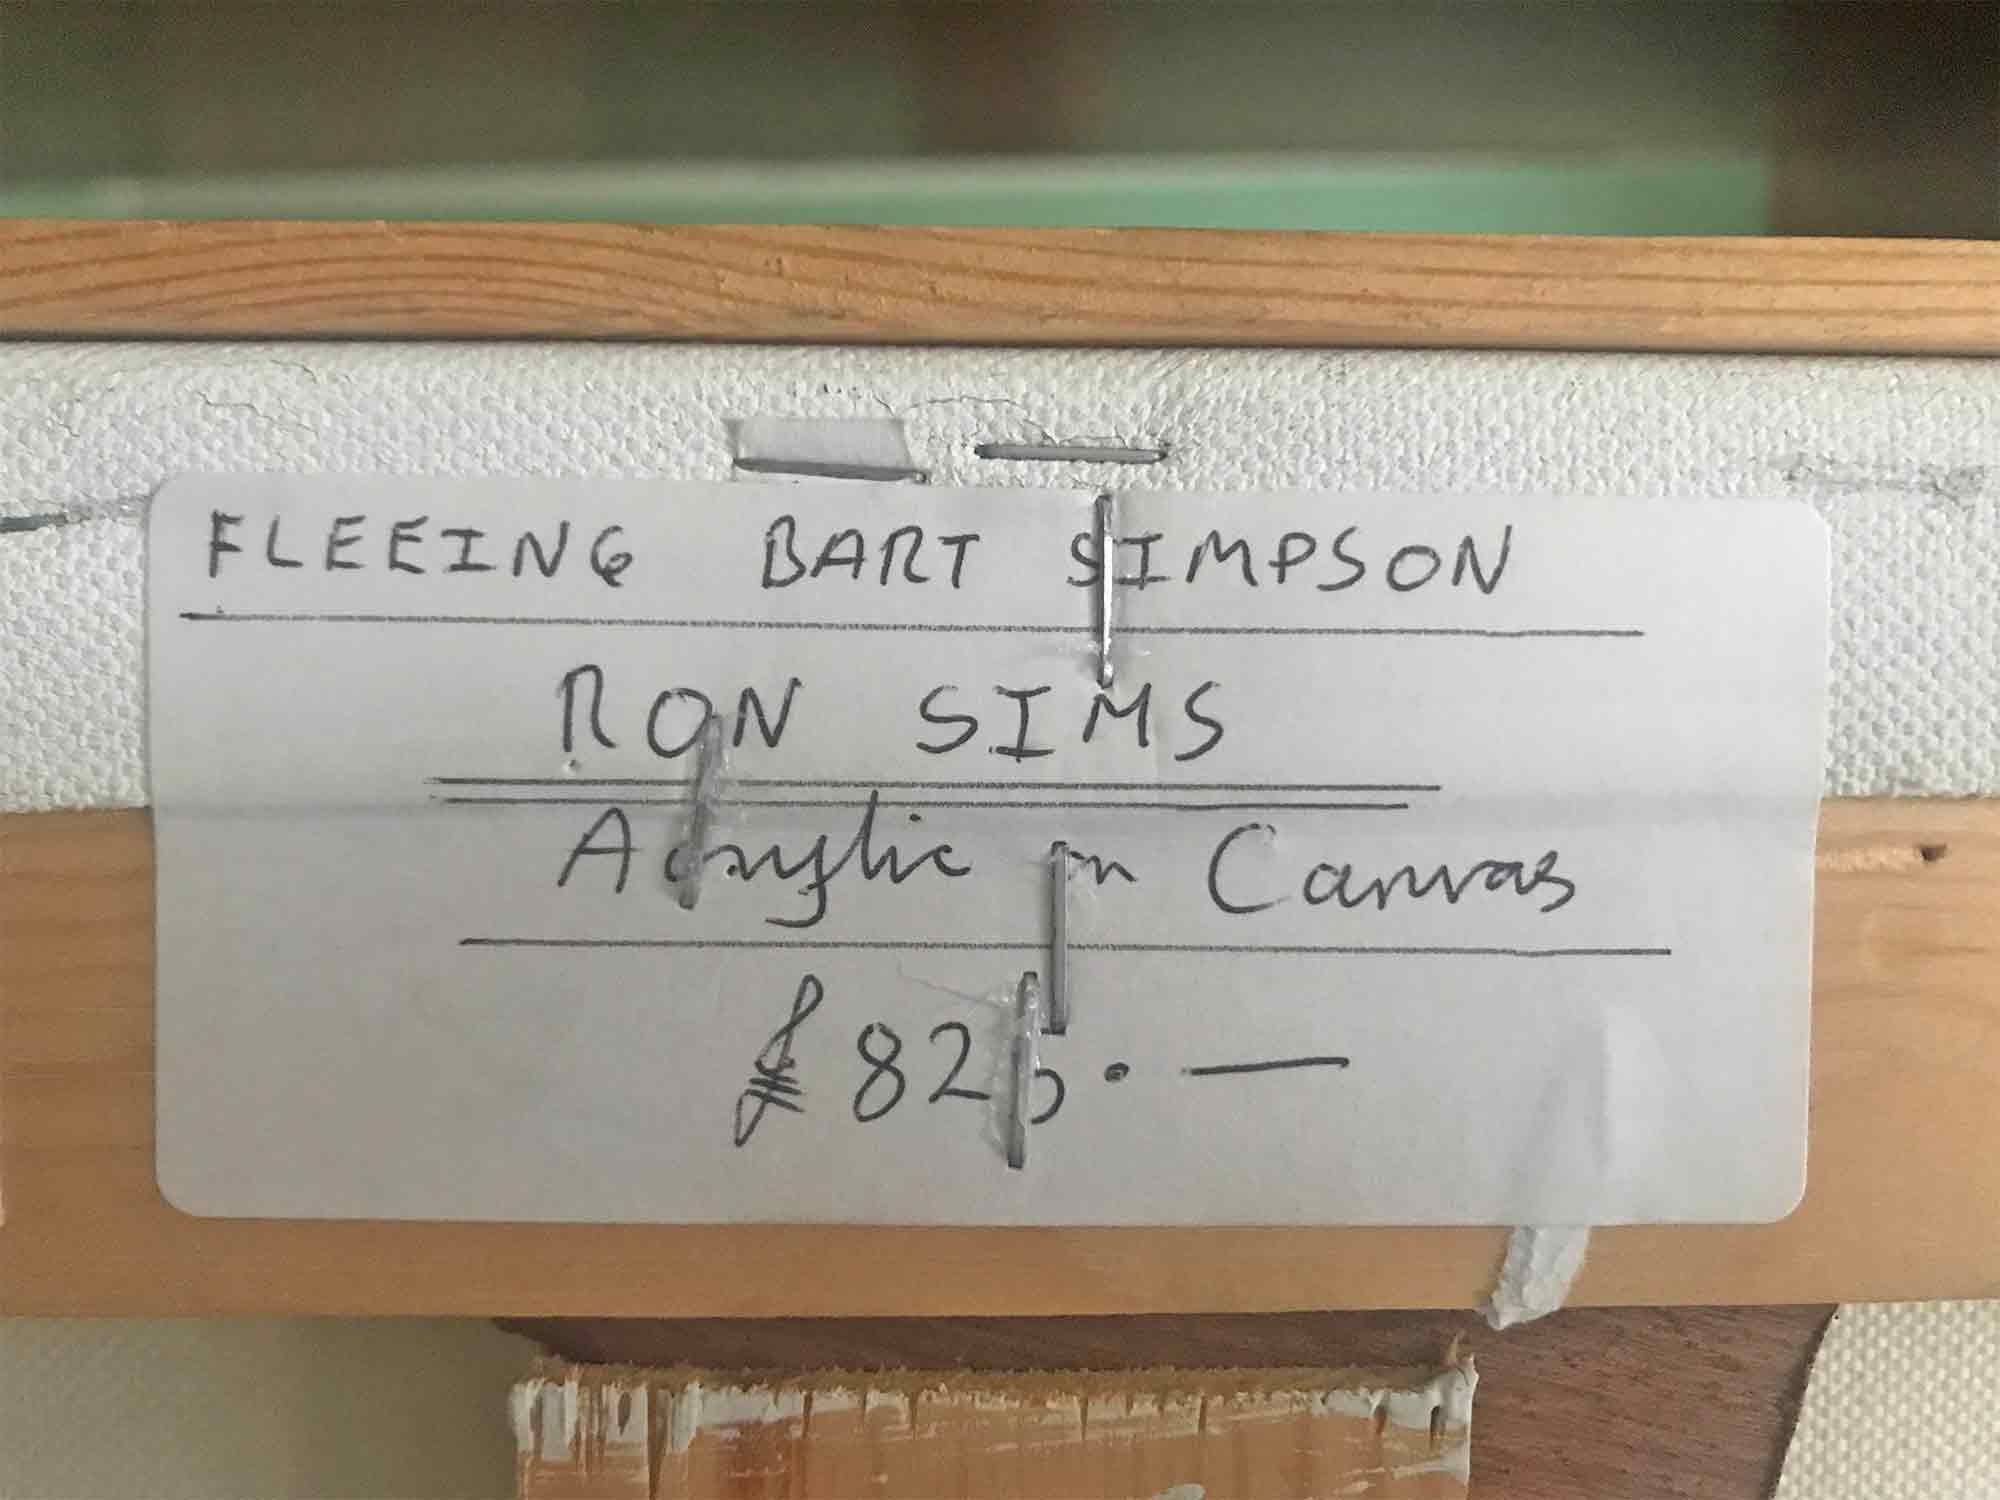 FLEEING BART SIMPSON
RON SIMS
Acrylic on Canvas
£825.—